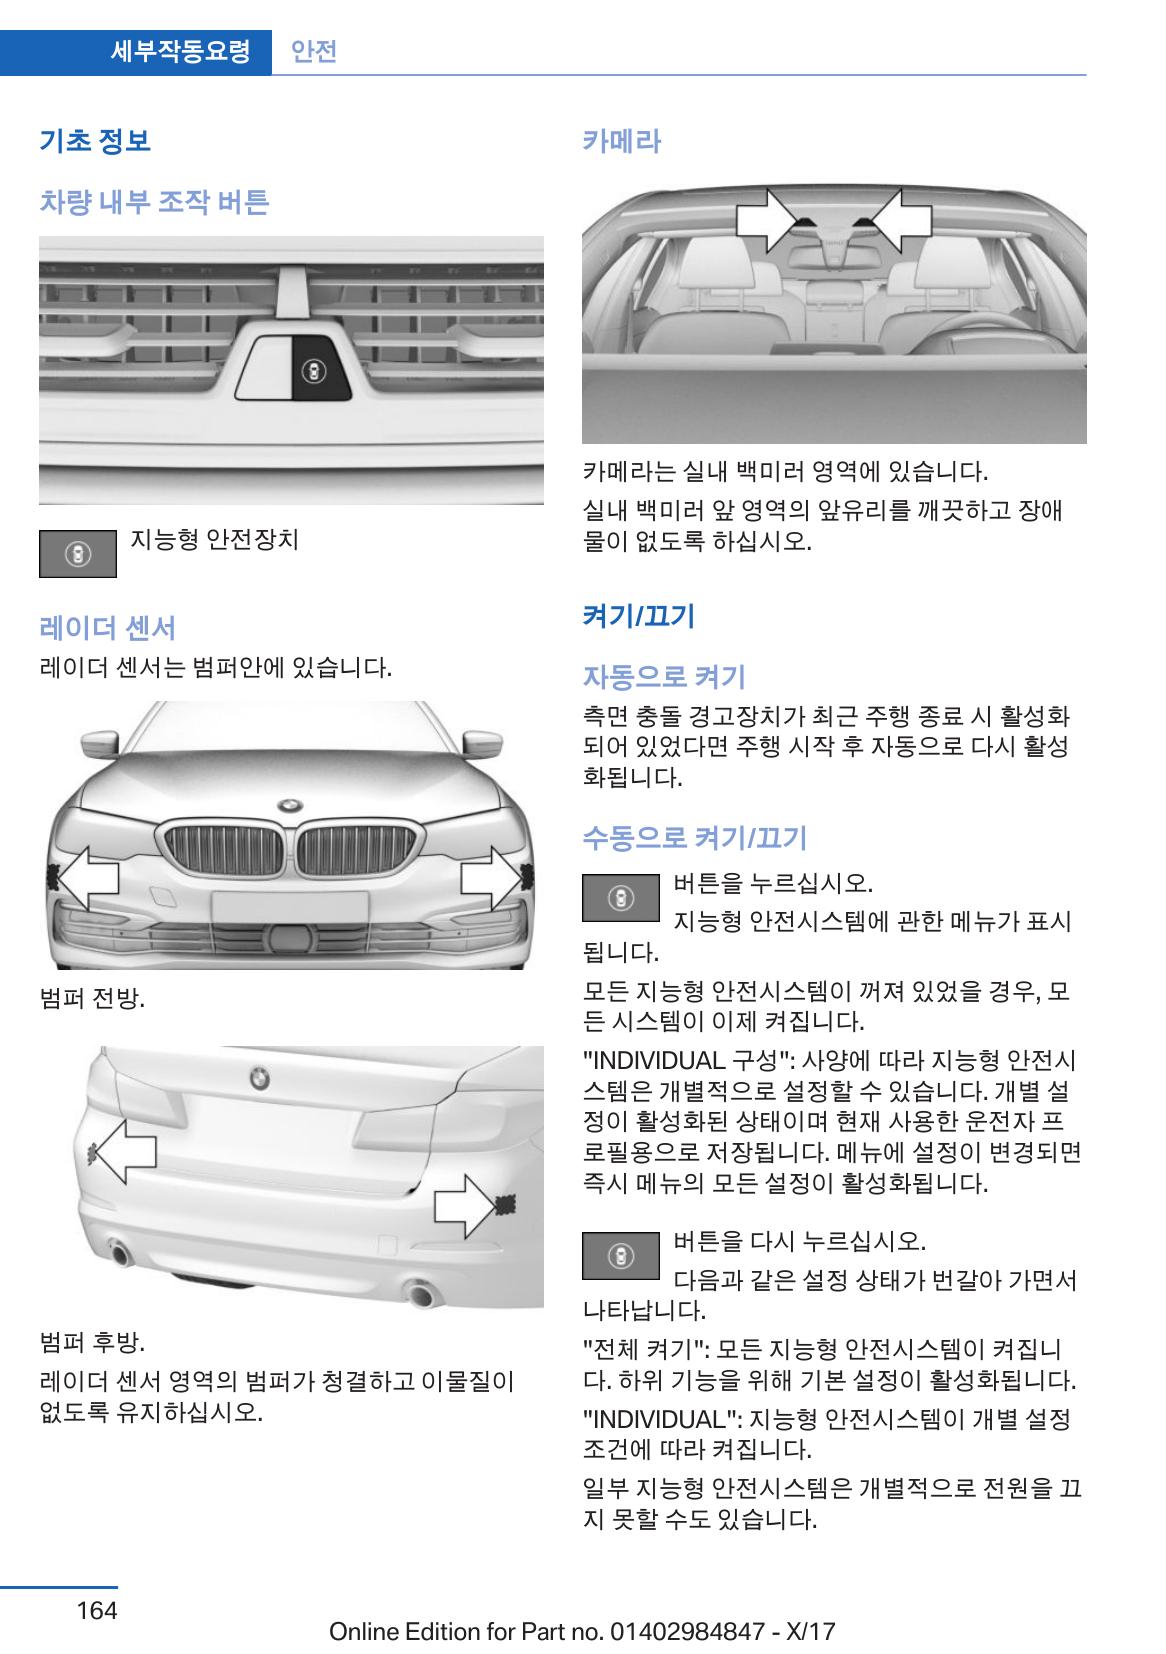 세부작동요령 안전
기초 정보
차량 내부 조작 버튼
지능형 안전장치
레이더 센서
레이더 센서는 범퍼안에 있습니다.
범퍼 전방.
범퍼 후방.
레이더 센서 영역의 범퍼가 청결하고 이물질이
없도록 유지하십시오.
카메라
카메라는 실내 백미러 영역에 있습니다.
실내 백미러 앞 영역의 앞유리를 깨끗하고 장애
물이 없도록 하십시오.
켜기/끄기
자동으로 켜기
측면 충돌 경고장치가 최근 주행 종료 시 활성화
되어 있었다면 주행 시작 후 자동으로 다시 활성
화됩니다.
수동으로 켜기/끄기
버튼을 누르십시오.
지능형 안전시스템에 관한 메뉴가 표시
됩니다.
모든 지능형 안전시스템이 꺼져 있었을 경우, 모
든 시스템이 이제 켜집니다.
"INDIVIDUAL 구성": 사양에 따라 지능형 안전시
스템은 개별적으로 설정할 수 있습니다. 개별 설
정이 활성화된 상태이며 현재 사용한 운전자 프
로필용으로 저장됩니다. 메뉴에 설정이 변경되면
즉시 메뉴의 모든 설정이 활성화됩니다.
버튼을 다시 누르십시오.
다음과 같은 설정 상태가 번갈아 가면서
나타납니다.
"전체 켜기": 모든 지능형 안전시스템이 켜집니
다. 하위 기능을 위해 기본 설정이 활성화됩니다.
"INDIVIDUAL": 지능형 안전시스템이 개별 설정
조건에 따라 켜집니다.
일부 지능형 안전시스템은 개별적으로 전원을 끄
지 못할 수도 있습니다.
164
Online Edition for Part no. 01402984847 - X/17